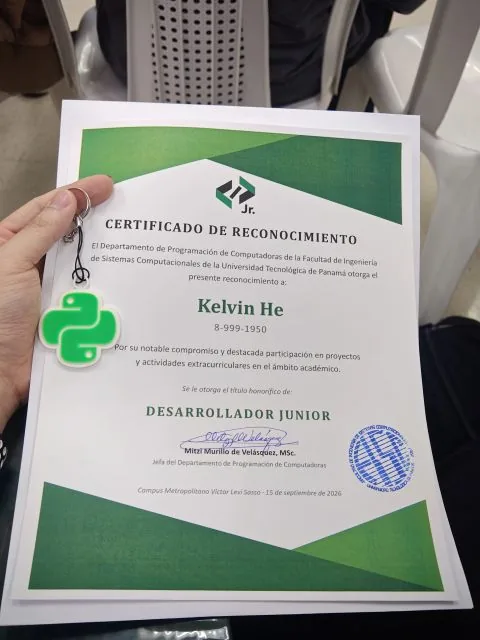 Jr.
CERTIFICADO DE RECONOCIMIENTO
El Departamento de Programación de Computadoras de la Facultad de Ingeniería
de Sistemas Computacionales de la Universidad Tecnológica de Panamá otorga el
presente reconocimiento a:
Kelvin He
8-999-1950
Por su notable compromiso y destacada participación en proyectos
y actividades extracurriculares en el ámbito académico.
Se le otorga el título honorífico de:
DESARROLLADOR JUNIOR
Mitzi Murillo de Velásquez, MSc.
Jefa del Departamento de Programación de Computadoras
Campus Metropolitano Víctor Levi Sasso - 15 de septiembre de 2026